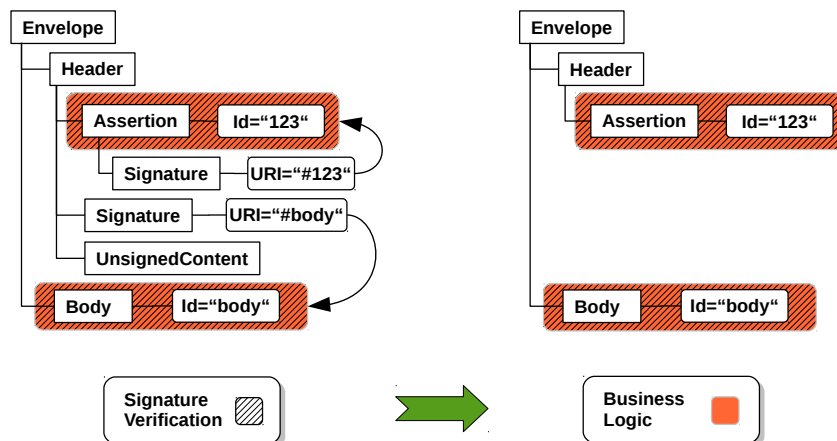 Envelope
Header
Assertion
Id=“123“
Signature
URI=“#123“
Signature
URI=“#body“
UnsignedContent
Body
Id=“body“
Signature
Verification
Envelope
Header
Assertion
Id=“123“
Body
Id=“body“
Business
Logic